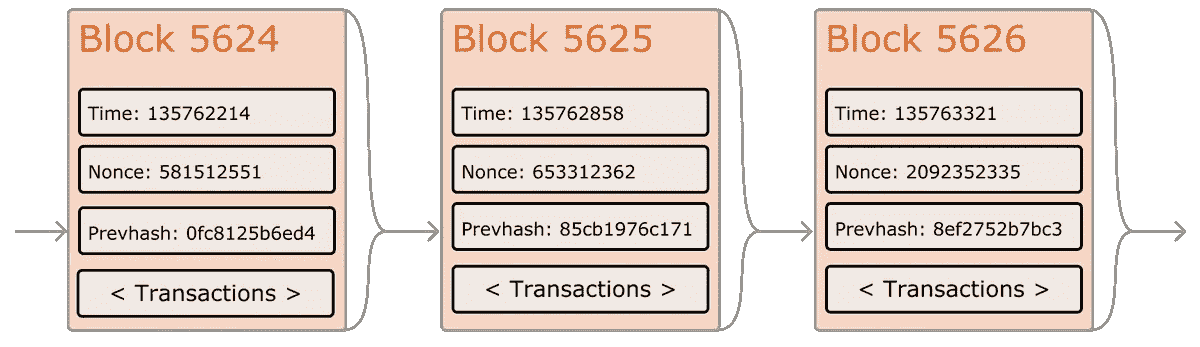 Block 5624
Time: 135762214
Nonce: 581512551
Prevhash: 0fc8125b6ed4
< Transactions >
Block 5625
Time: 135762858
Nonce: 653312362
Prevhash: 85cb1976c171
< Transactions >
Block 5626
Time: 135763321
Nonce: 2092352335
Prevhash: 8ef2752b7bc3
< Transactions >